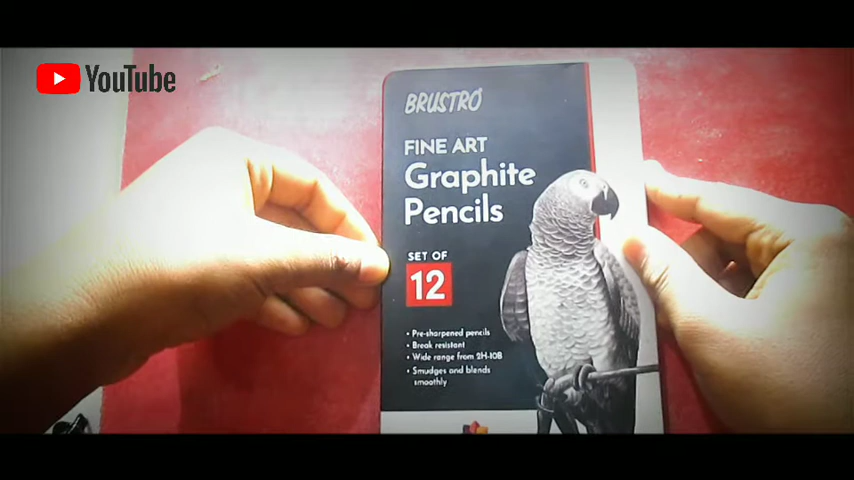 YouTube
BRUSTRO
FINE ART
Graphite
Pencils
SET OF
12
• Pre-sharpened pencils
• Break resistant
• Wide range from 2H-10B
• Smudges and blends
smoothly